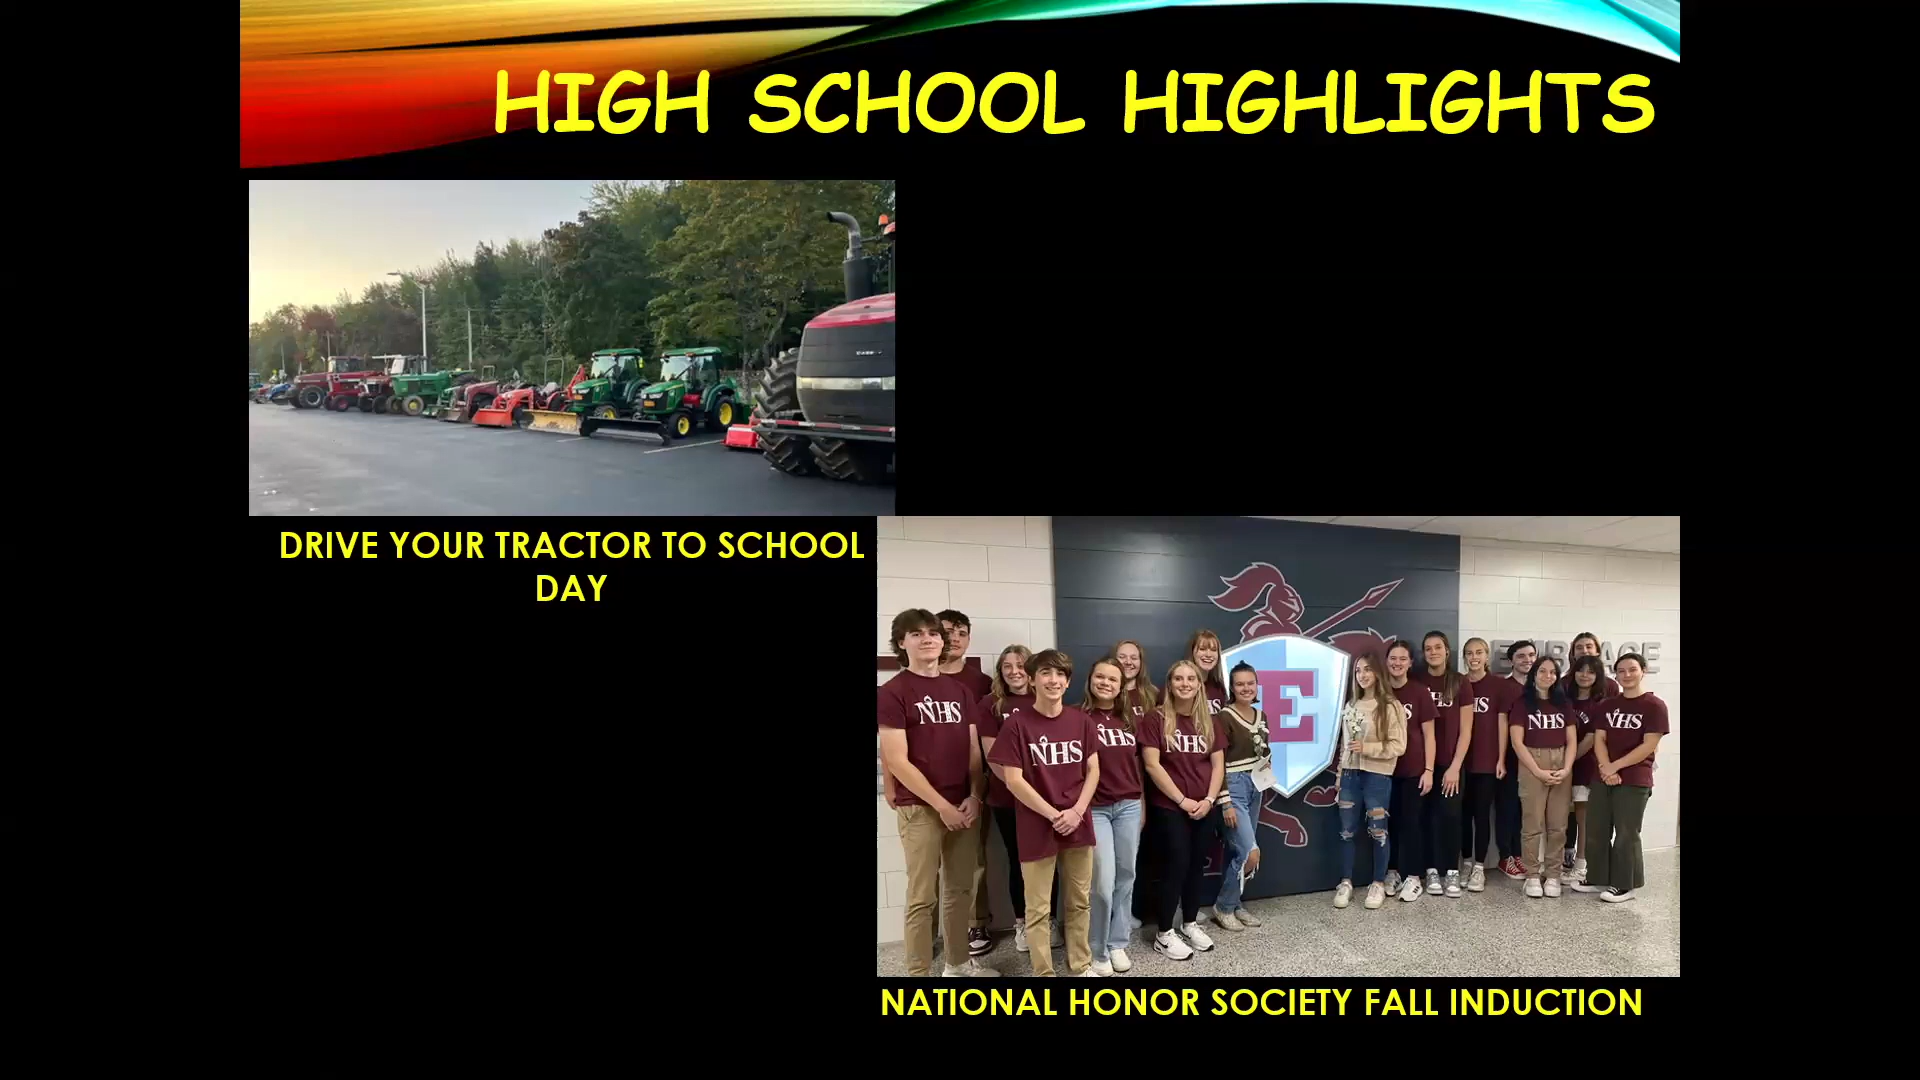 HIGH SCHOOL HIGHLIGHTS
CASE
DRIVE YOUR TRACTOR TO SCHOOL
DAY
E
NHS
NHS
NHS
NHS
NHS
NHS
NATIONAL HONOR SOCIETY FALL INDUCTION